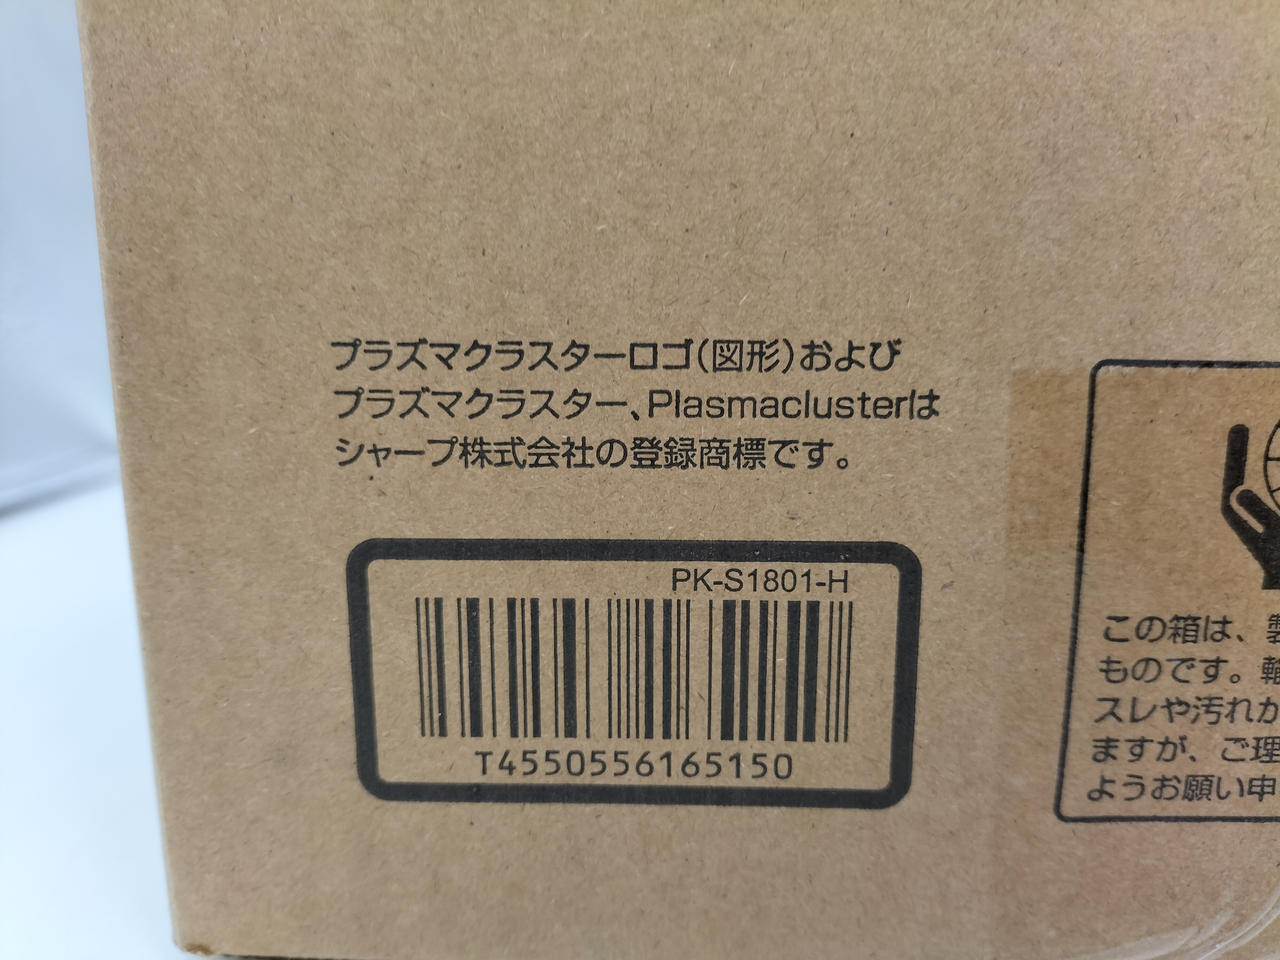 プラズマクラスターロゴ(図形)および
プラズマクラスター、Plasmaclusterは
シャープ株式会社の登録商標です。
PK-S1801-H
T4550556165150
この箱は、製
ものです。輸
スレや汚れが
ますが、ご理
ようお願い申